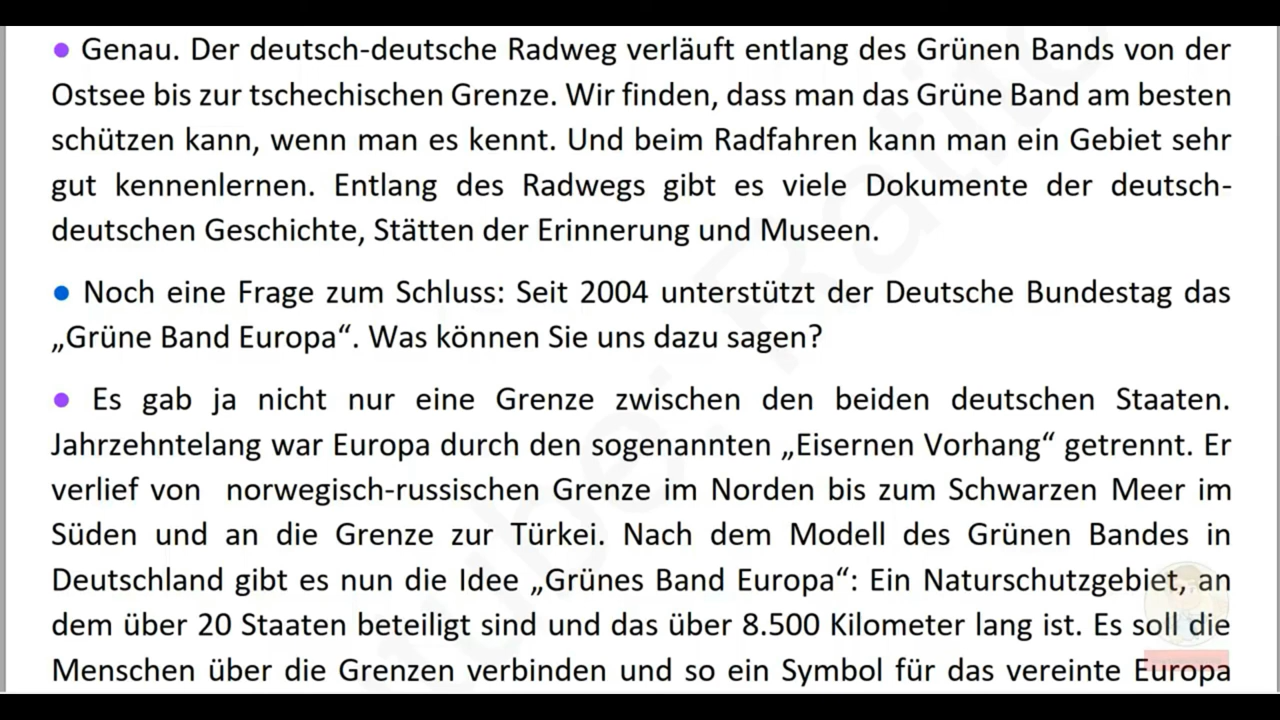 ● Genau. Der deutsch-deutsche Radweg verläuft entlang des Grünen Bands von der
Ostsee bis zur tschechischen Grenze. Wir finden, dass man das Grüne Band am besten
schützen kann, wenn man es kennt. Und beim Radfahren kann man ein Gebiet sehr
gut kennenlernen. Entlang des Radwegs gibt es viele Dokumente der deutsch-
deutschen Geschichte, Stätten der Erinnerung und Museen.
● Noch eine Frage zum Schluss: Seit 2004 unterstützt der Deutsche Bundestag das
„Grüne Band Europa“. Was können Sie uns dazu sagen?
● Es gab ja nicht nur eine Grenze zwischen den beiden deutschen Staaten.
Jahrzehntelang war Europa durch den sogenannten „Eisernen Vorhang“ getrennt. Er
verlief von norwegisch-russischen Grenze im Norden bis zum Schwarzen Meer im
Süden und an die Grenze zur Türkei. Nach dem Modell des Grünen Bandes in
Deutschland gibt es nun die Idee „Grünes Band Europa“: Ein Naturschutzgebiet, an
dem über 20 Staaten beteiligt sind und das über 8.500 Kilometer lang ist. Es soll die
Menschen über die Grenzen verbinden und so ein Symbol für das vereinte Europa